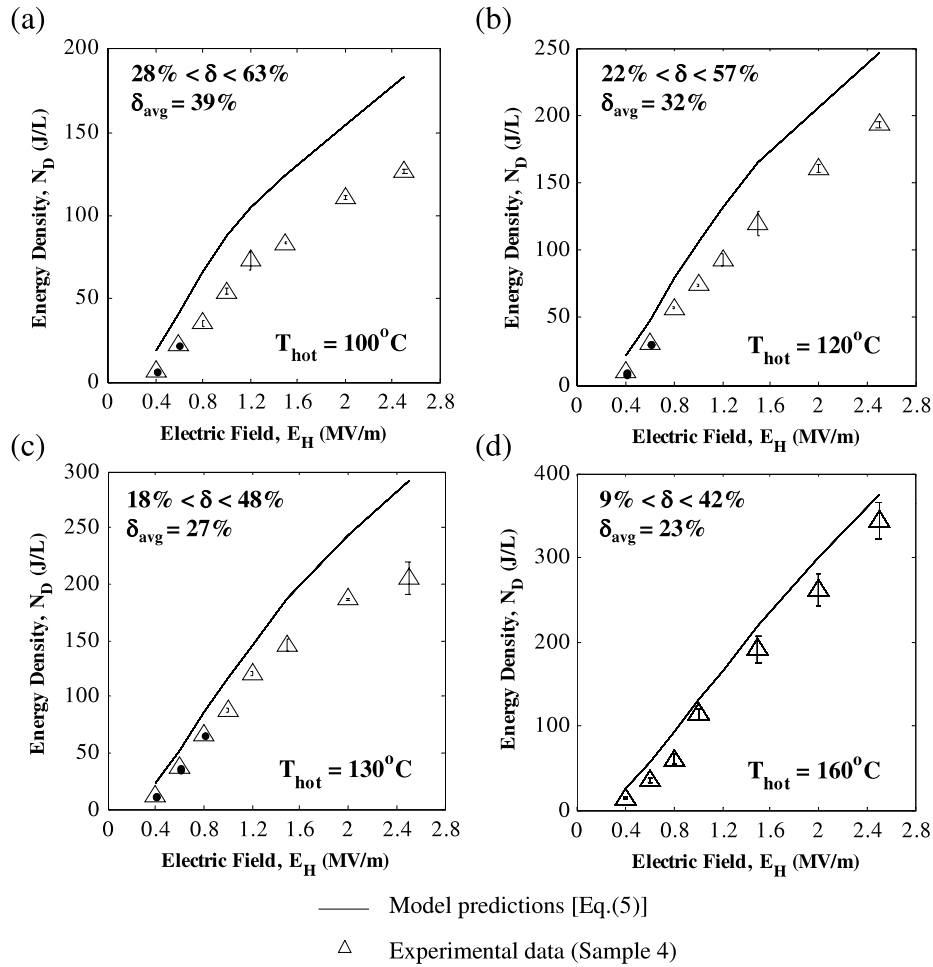 (a)
28% < δ < 63%
δavg = 39%
Thot = 100°C
Energy Density, ND (J/L)
200
150
100
50
0
0 0.4 0.8 1.2 1.6 2 2.4 2.8
Electric Field, EH (MV/m)
(b)
22% < δ < 57%
δavg = 32%
Thot = 120°C
Energy Density, ND (J/L)
250
200
150
100
50
0
0 0.4 0.8 1.2 1.6 2 2.4 2.8
Electric Field, EH (MV/m)
(c)
18% < δ < 48%
δavg = 27%
Thot = 130°C
Energy Density, ND (J/L)
300
250
200
150
100
50
0
0 0.4 0.8 1.2 1.6 2 2.4 2.8
Electric Field, EH (MV/m)
(d)
9% < δ < 42%
δavg = 23%
Thot = 160°C
Energy Density, ND (J/L)
400
300
200
100
0
0 0.4 0.8 1.2 1.6 2 2.4 2.8
Electric Field, EH (MV/m)
Model predictions [Eq.(5)]
Experimental data (Sample 4)